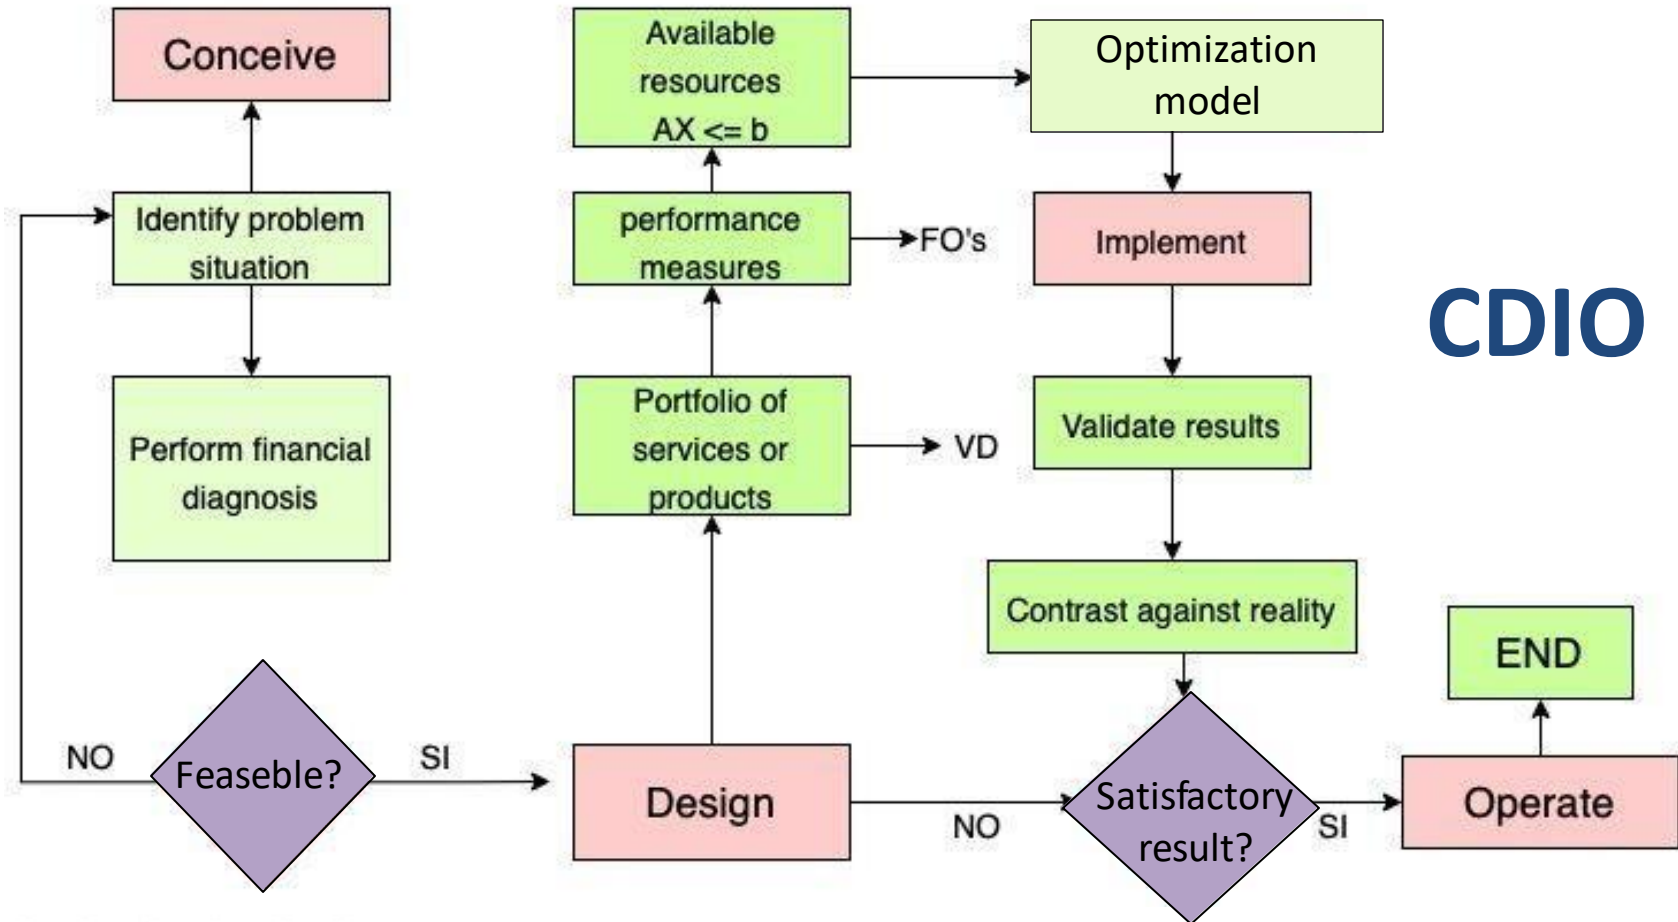 Conceive
Identify problem
situation
Perform financial
diagnosis
NO
Feaseble?
SI
Design
Portfolio of
services or
products
VD
performance
measures
FO's
Available
resources
AX <= b
Optimization
model
Implement
Validate results
Contrast against reality
Satisfactory
result?
NO
SI
Operate
END
CDIO